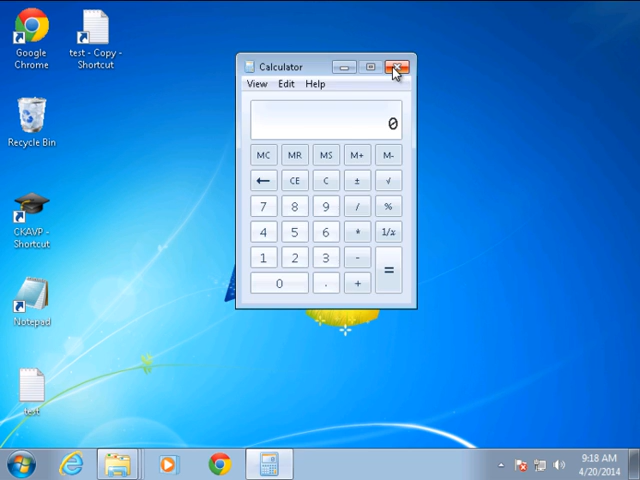 Google
Chrome
test - Copy -
Shortcut
Recycle Bin
CKAVP -
Shortcut
Notepad
test
Calculator
View Edit Help
0
MC MR MS M+ M-
← CE C ± √
7 8 9 / %
4 5 6 * 1/x
1 2 3 - =
0 . +
9:18 AM
4/20/2014